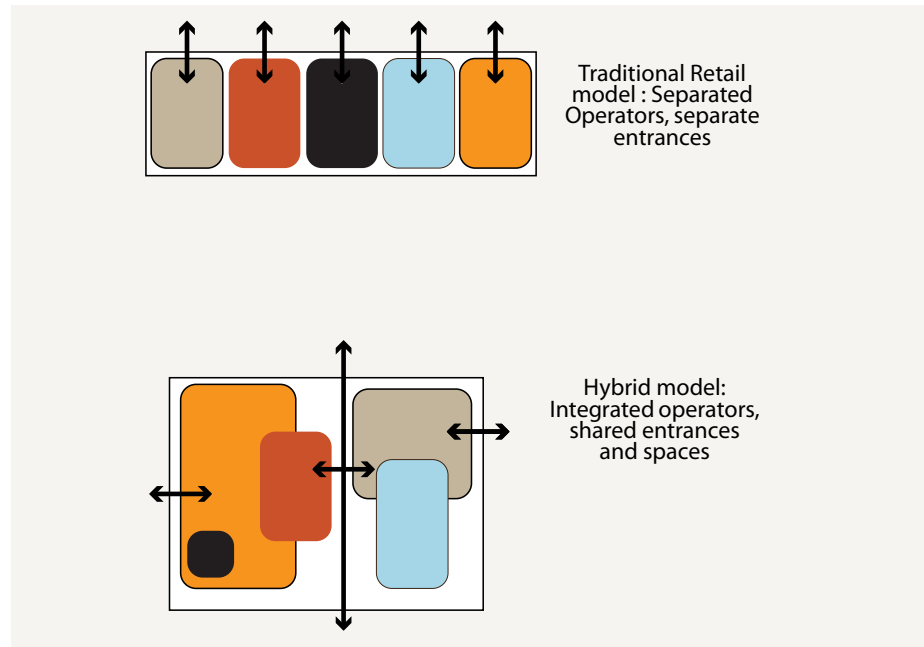 Traditional Retail
model : Separated
Operators, separate
entrances
Hybrid model:
Integrated operators,
shared entrances
and spaces